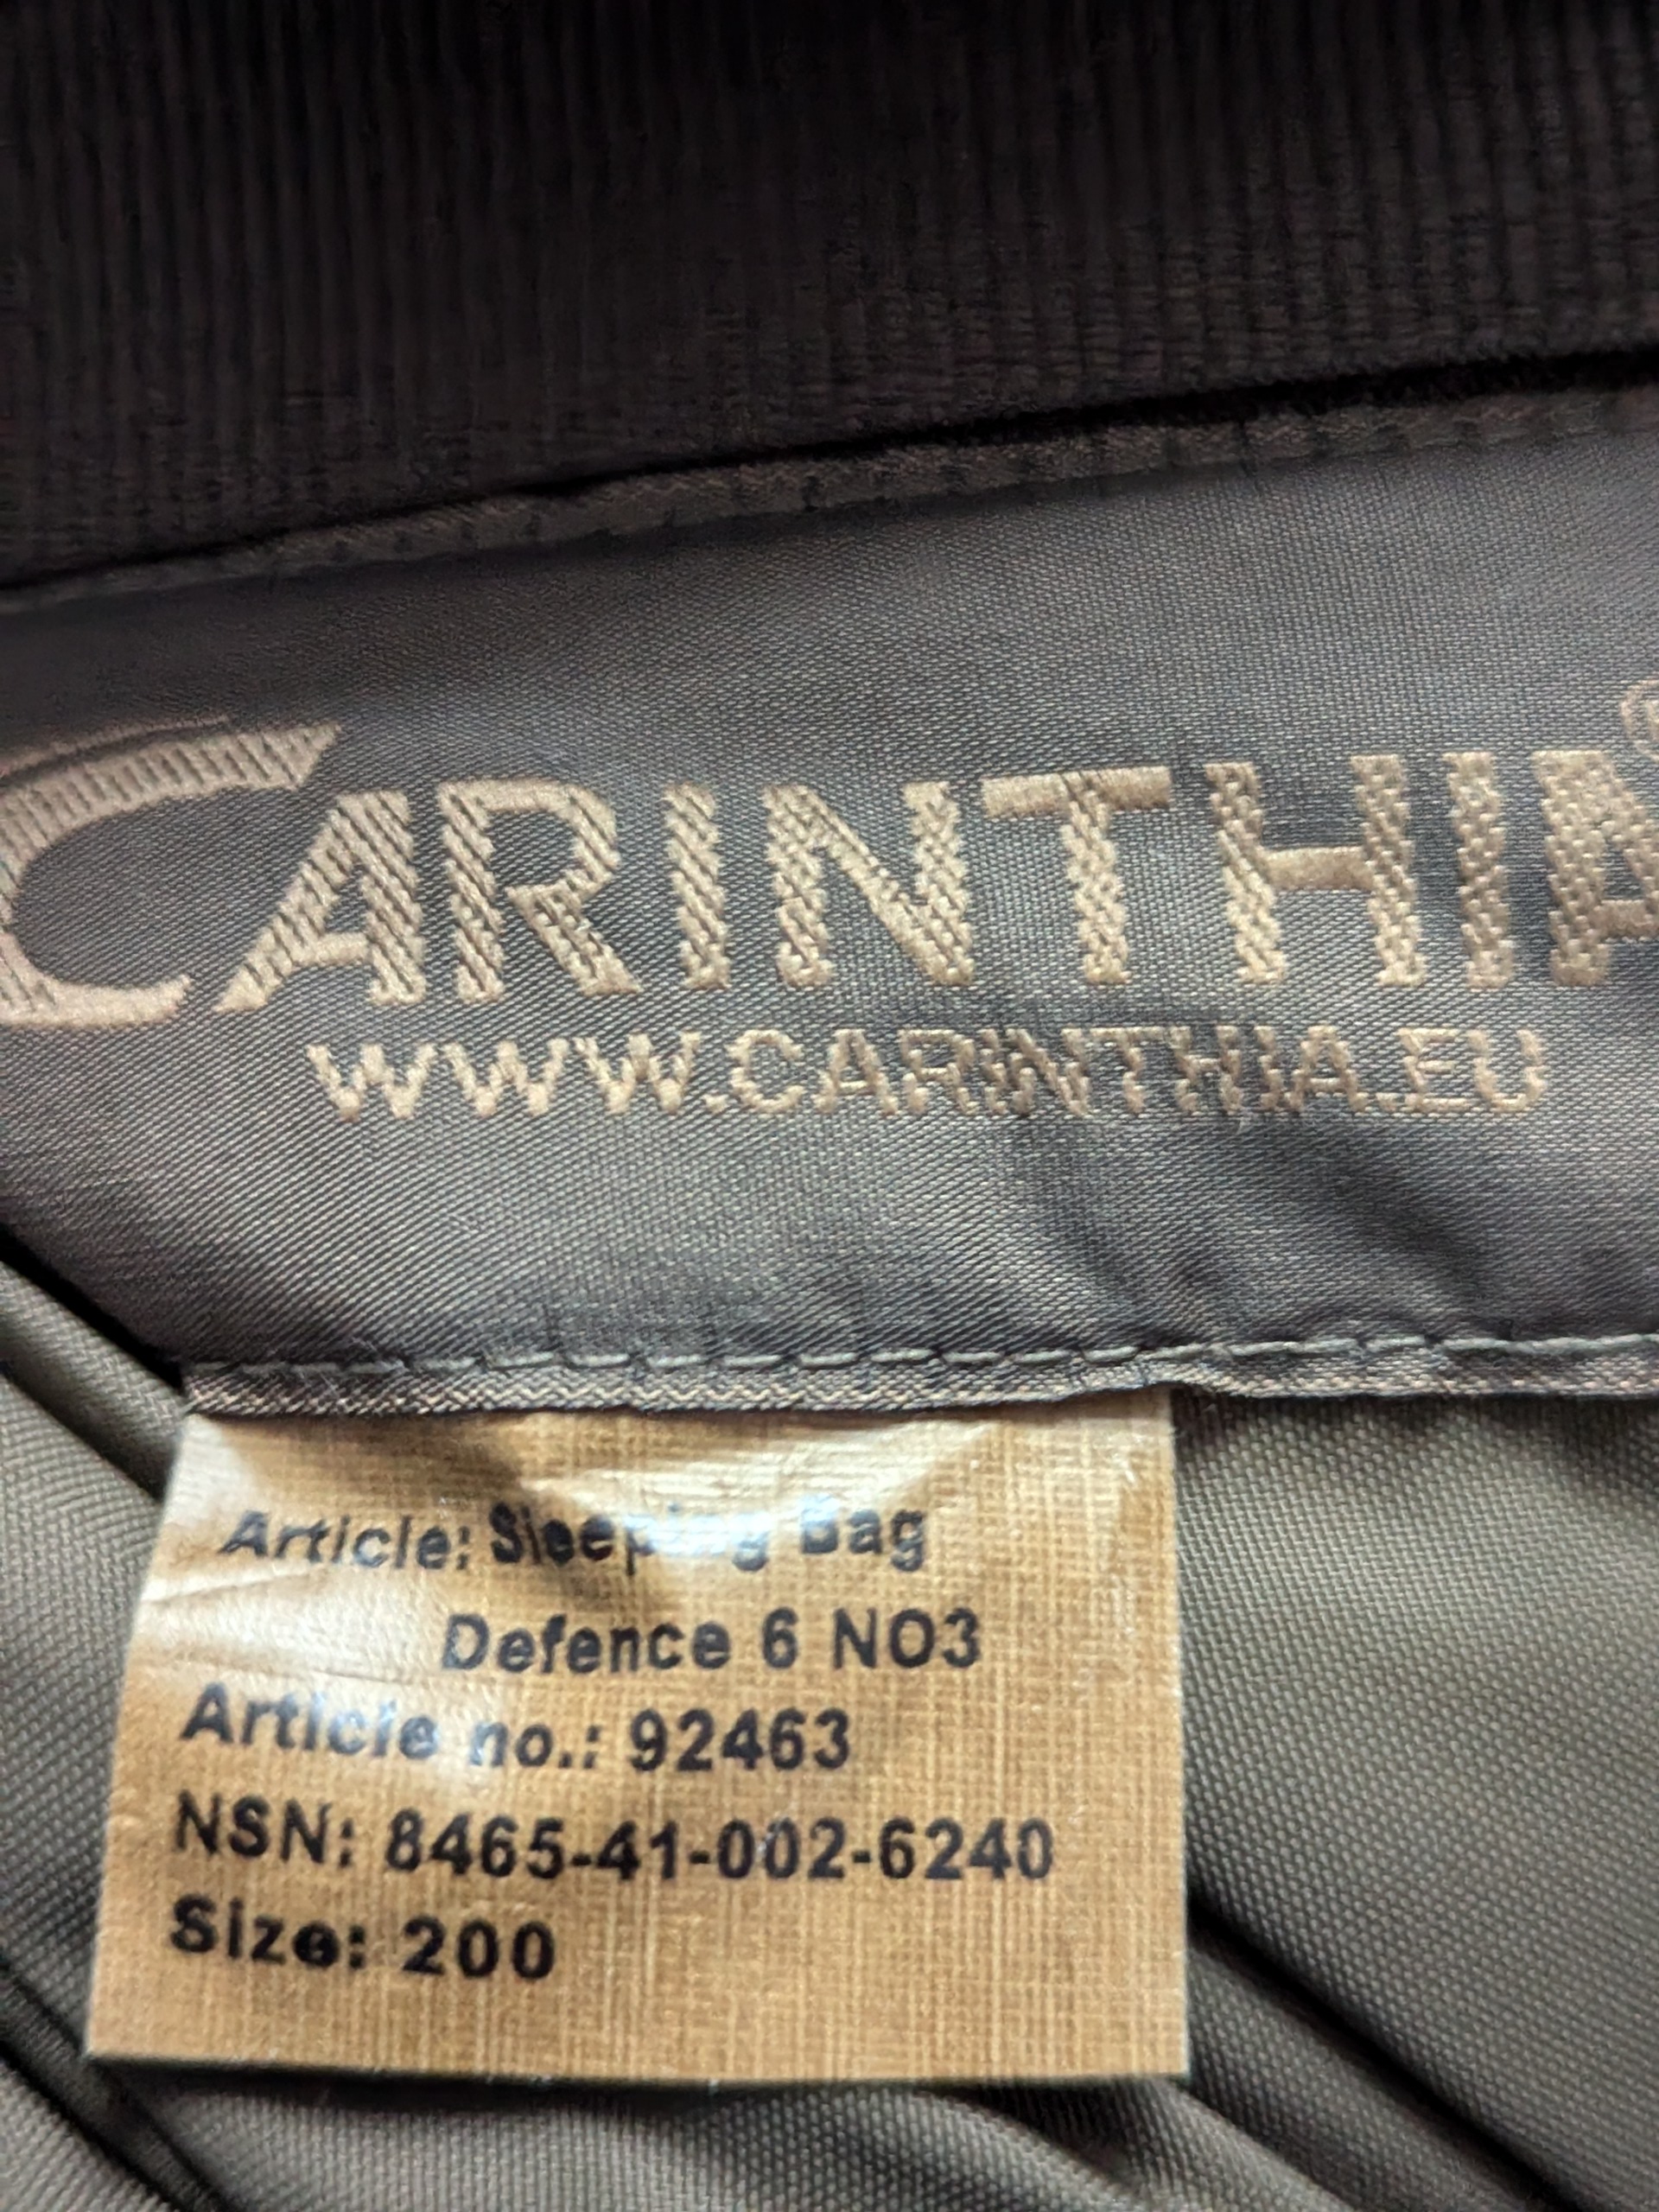 CARINTHIA®
WWW.CARINTHIA.EU
Article: Sleeping Bag
Defence 6 NO3
Article no.: 92463
NSN: 8465-41-002-6240
Size: 200